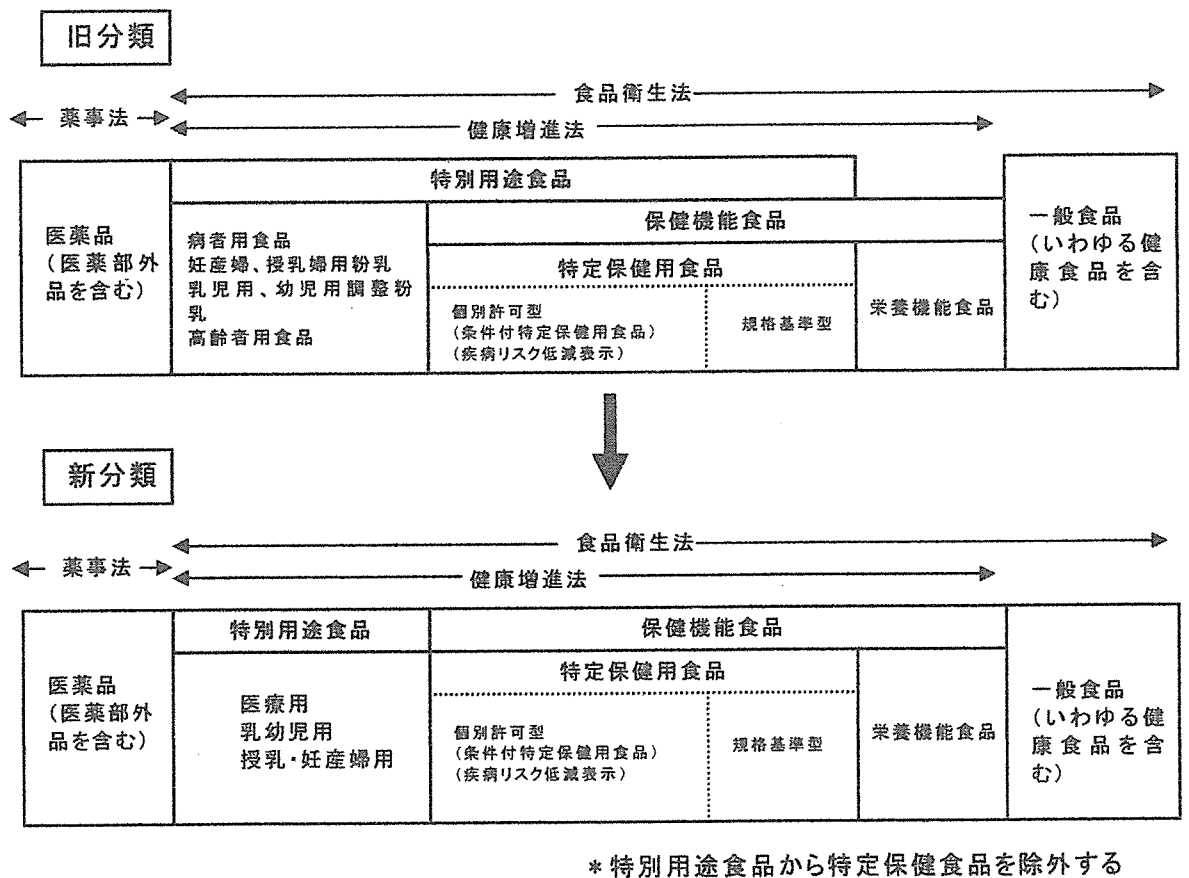 旧分類
食品衛生法
薬事法
健康増進法
特別用途食品
保健機能食品
医薬品
(医薬部外
品を含む)
病者用食品
妊産婦、授乳婦用粉乳
乳児用、幼児用調整粉
乳
高齢者用食品
特定保健用食品
個別許可型
(条件付特定保健用食品)
(疾病リスク低減表示)
規格基準型
栄養機能食品
一般食品
(いわゆる健
康食品を含
む)
新分類
食品衛生法
薬事法
健康増進法
特別用途食品
保健機能食品
医薬品
(医薬部外
品を含む)
医療用
乳幼児用
授乳・妊産婦用
特定保健用食品
個別許可型
(条件付特定保健用食品)
(疾病リスク低減表示)
規格基準型
栄養機能食品
一般食品
(いわゆる健
康食品を含
む)
*特別用途食品から特定保健食品を除外する